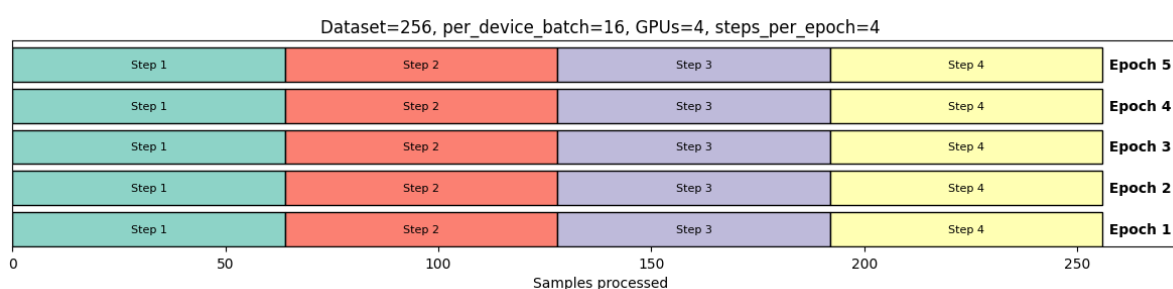 Dataset=256, per_device_batch=16, GPUs=4, steps_per_epoch=4
Step 1 Step 2 Step 3 Step 4 Epoch 5
Step 1 Step 2 Step 3 Step 4 Epoch 4
Step 1 Step 2 Step 3 Step 4 Epoch 3
Step 1 Step 2 Step 3 Step 4 Epoch 2
Step 1 Step 2 Step 3 Step 4 Epoch 1
0 50 100 150 200 250
Samples processed